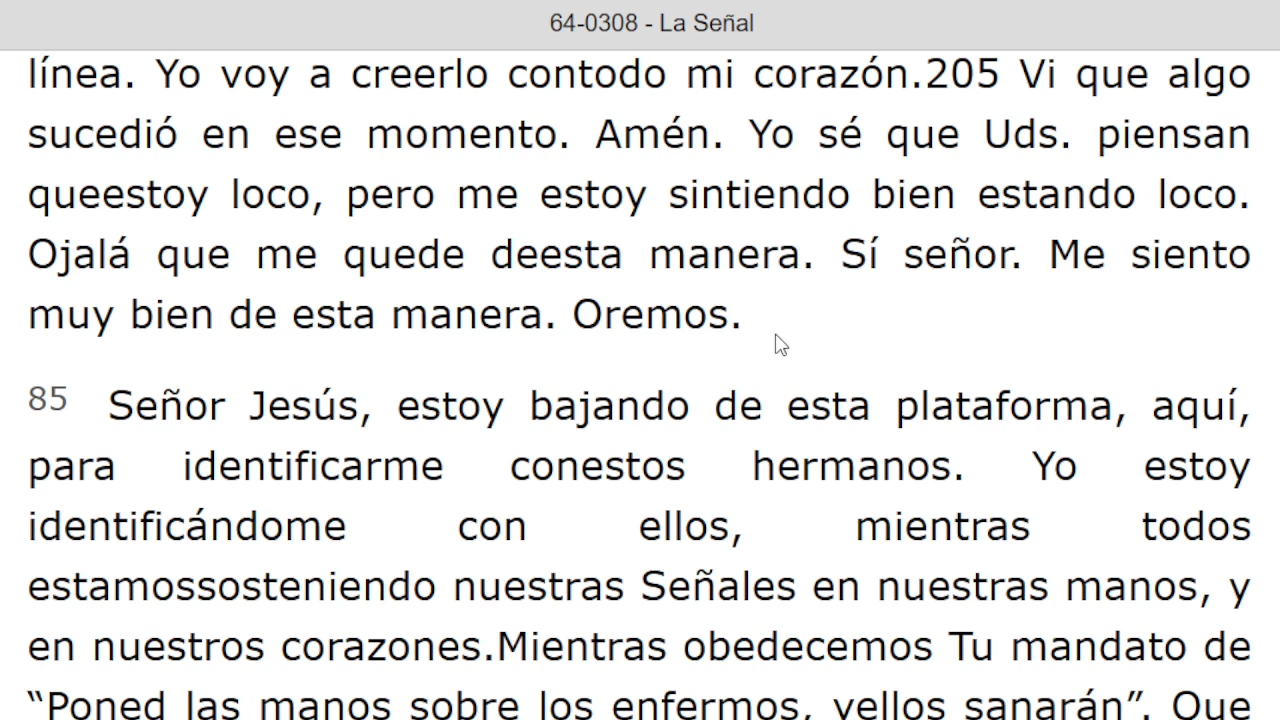 64-0308 - La Señal
línea. Yo voy a creerlo contodo mi corazón.205 Vi que algo
sucedió en ese momento. Amén. Yo sé que Uds. piensan
queestoy loco, pero me estoy sintiendo bien estando loco.
Ojalá que me quede deesta manera. Sí señor. Me siento
muy bien de esta manera. Oremos.
85 Señor Jesús, estoy bajando de esta plataforma, aquí,
para identificarme conestos hermanos. Yo estoy
identificándome con ellos, mientras todos
estamossosteniendo nuestras Señales en nuestras manos, y
en nuestros corazones.Mientras obedecemos Tu mandato de
“Poned las manos sobre los enfermos, yellos sanarán”. Que